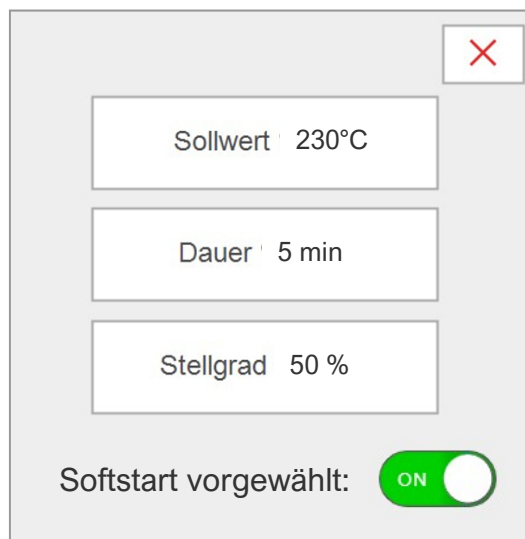 Sollwert 230°C
Dauer 5 min
Stellgrad 50 %
Softstart vorgewählt: ON